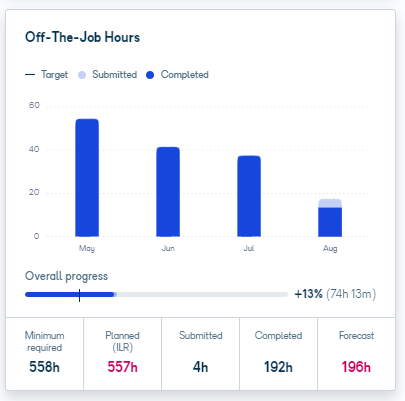 Off-The-Job Hours
Target Submitted Completed
60
40
20
0
May Jun Jul Aug
Overall progress
+13% (74h 13m)
Minimum required Planned (ILR) Submitted Completed Forecast
558h 557h 4h 192h 196h